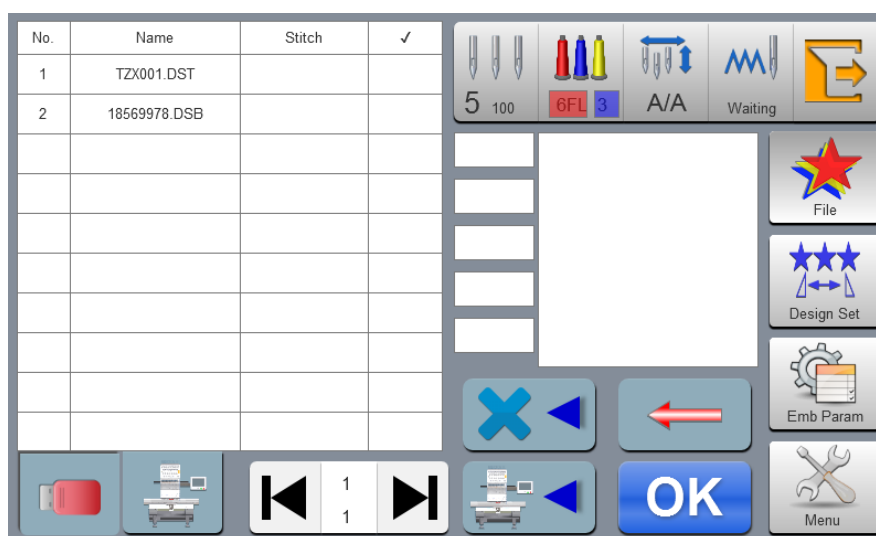 No. Name Stitch ✓
1 TZX001.DST
2 18569978.DSB
5 100
6FL 3
A/A
Waiting
File
Design Set
Emb Param
Menu
1
1
OK